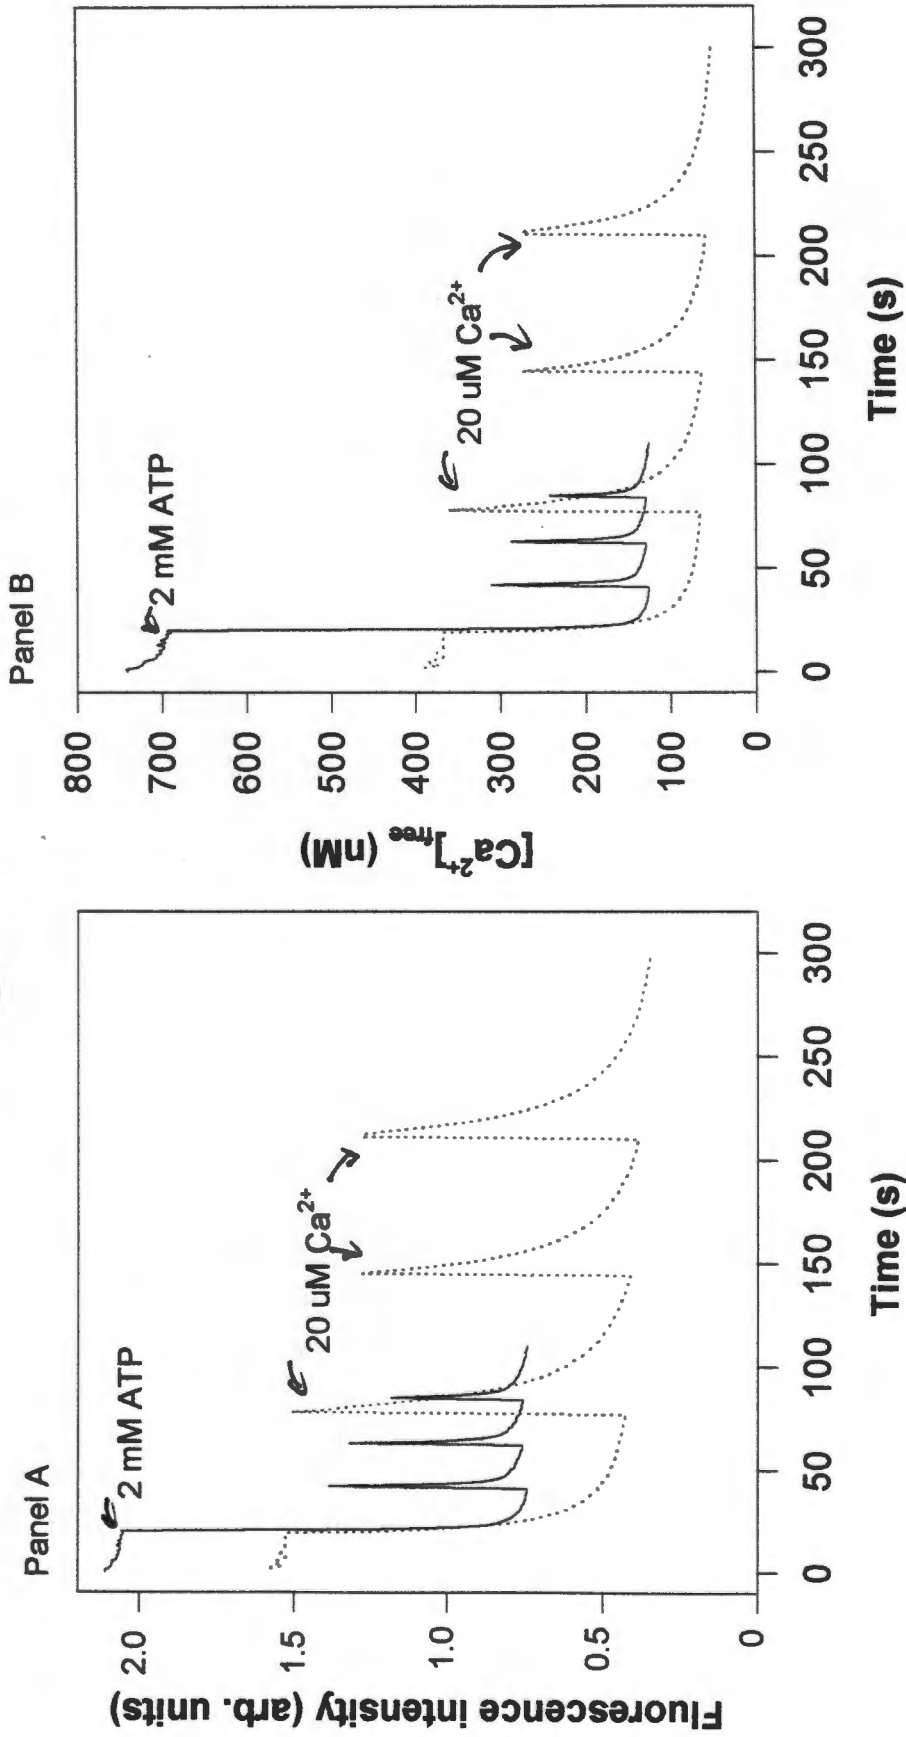 Panel A
Fluorescence intensity (arb. units)
2.0
1.5
1.0
0.5
0
2 mM ATP
20 uM Ca²⁺
0 50 100 150 200 250 300
Time (s)
Panel B
[Ca²⁺]free (nM)
800
700
600
500
400
300
200
100
0
2 mM ATP
20 uM Ca²⁺
0 50 100 150 200 250 300
Time (s)